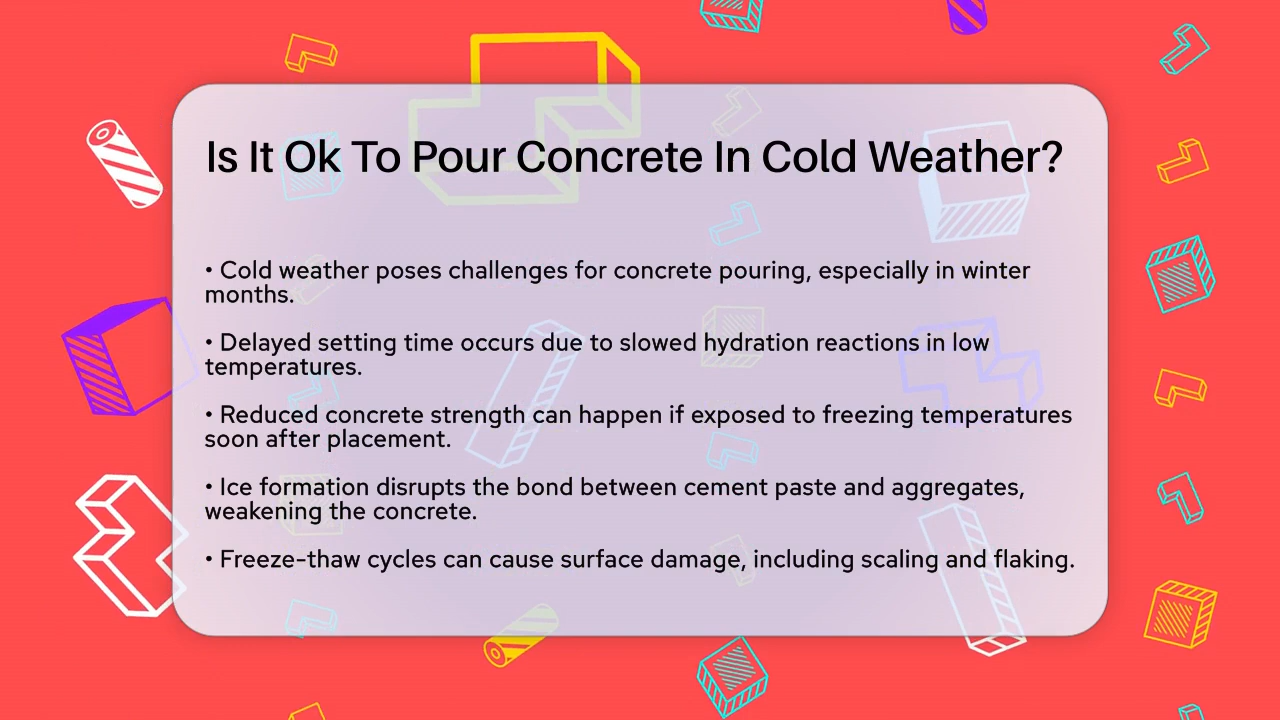 Is It Ok To Pour Concrete In Cold Weather?
• Cold weather poses challenges for concrete pouring, especially in winter
months.
• Delayed setting time occurs due to slowed hydration reactions in low
temperatures.
• Reduced concrete strength can happen if exposed to freezing temperatures
soon after placement.
• Ice formation disrupts the bond between cement paste and aggregates,
weakening the concrete.
• Freeze-thaw cycles can cause surface damage, including scaling and flaking.